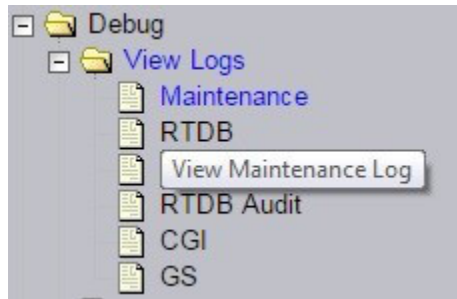 Debug
View Logs
Maintenance
RTDB
View Maintenance Log
RTDB Audit
CGI
GS